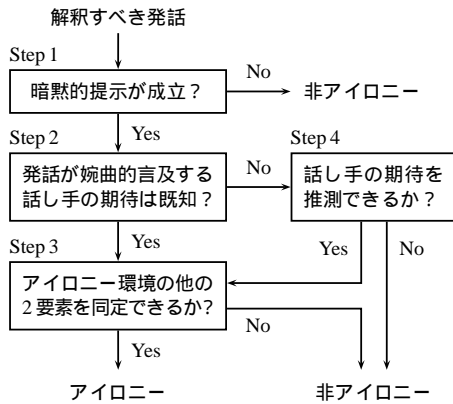 解釈すべき発話
Step 1
暗黙的提示が成立？
No
非アイロニー
Yes
Step 2
発話が婉曲的言及する
話し手の期待は既知？
No
Step 4
話し手の期待を
推測できるか？
Yes
Yes
No
Step 3
アイロニー環境の他の
2要素を同定できるか?
No
Yes
アイロニー
非アイロニー